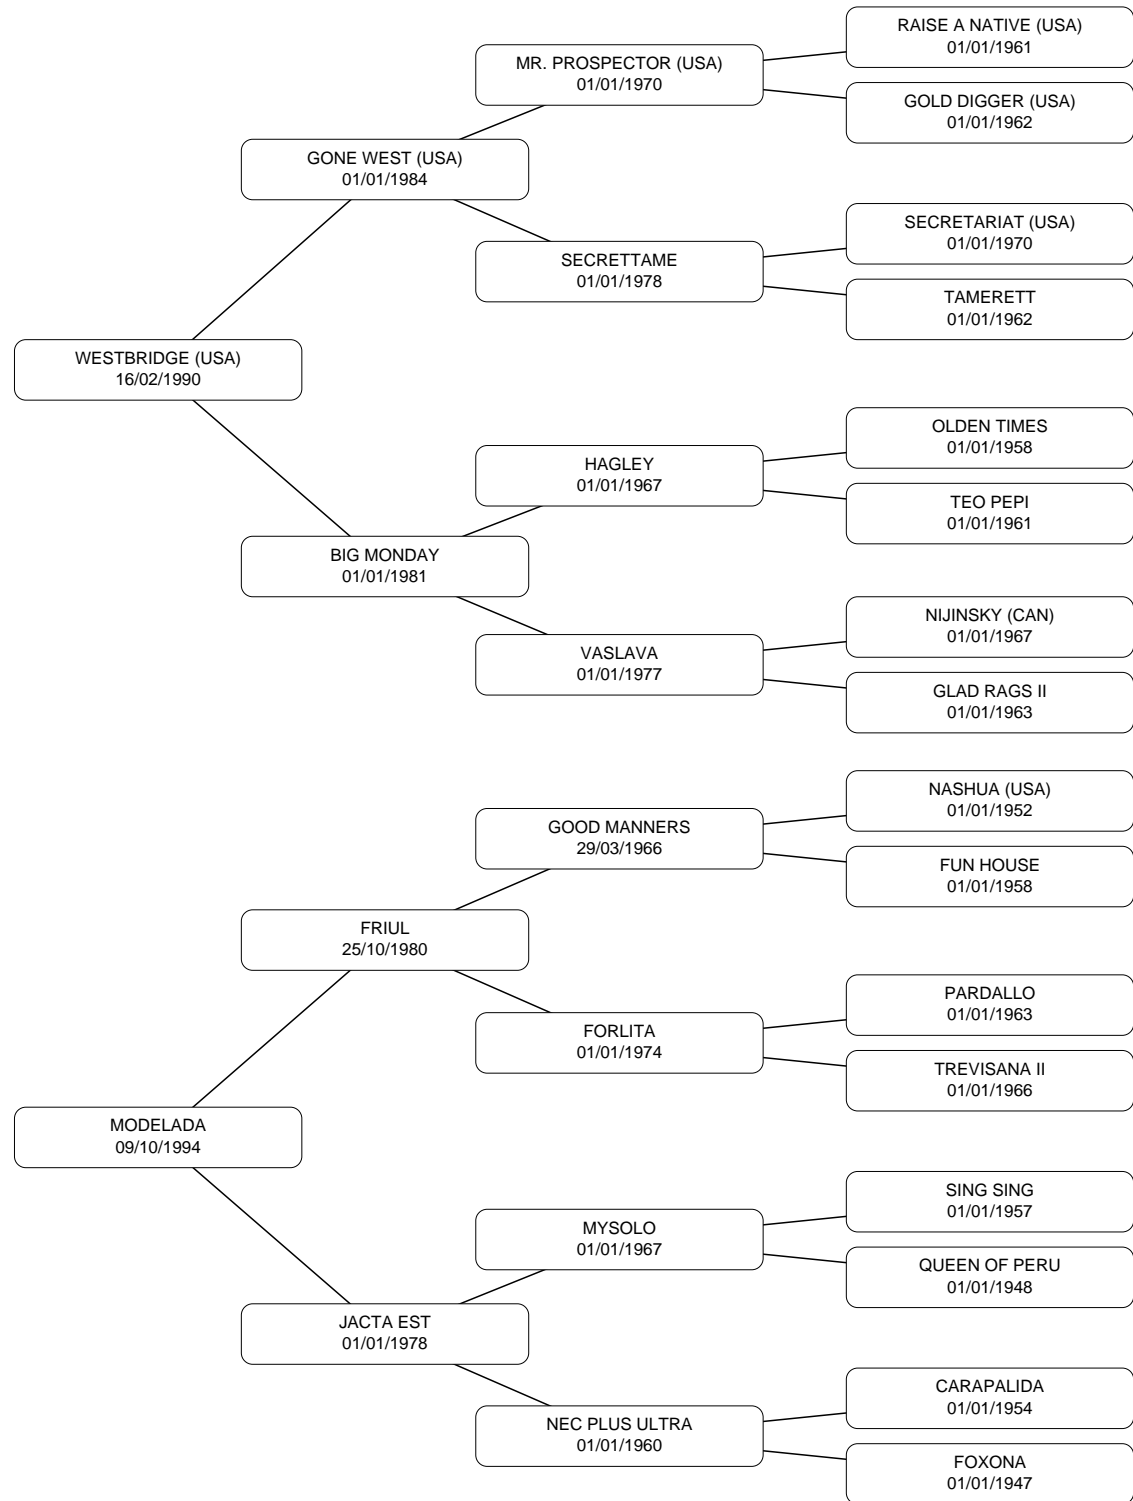 RAISE A NATIVE (USA)
01/01/1961
MR. PROSPECTOR (USA)
01/01/1970
GOLD DIGGER (USA)
01/01/1962
GONE WEST (USA)
01/01/1984
SECRETARIAT (USA)
01/01/1970
SECRETTAME
01/01/1978
TAMERETT
01/01/1962
WESTBRIDGE (USA)
16/02/1990
OLDEN TIMES
01/01/1958
HAGLEY
01/01/1967
TEO PEPI
01/01/1961
BIG MONDAY
01/01/1981
NIJINSKY (CAN)
01/01/1967
VASLAVA
01/01/1977
GLAD RAGS II
01/01/1963
NASHUA (USA)
01/01/1952
GOOD MANNERS
29/03/1966
FUN HOUSE
01/01/1958
FRIUL
25/10/1980
PARDALLO
01/01/1963
FORLITA
01/01/1974
TREVISANA II
01/01/1966
MODELADA
09/10/1994
SING SING
01/01/1957
MYSOLO
01/01/1967
QUEEN OF PERU
01/01/1948
JACTA EST
01/01/1978
CARAPALIDA
01/01/1954
NEC PLUS ULTRA
01/01/1960
FOXONA
01/01/1947